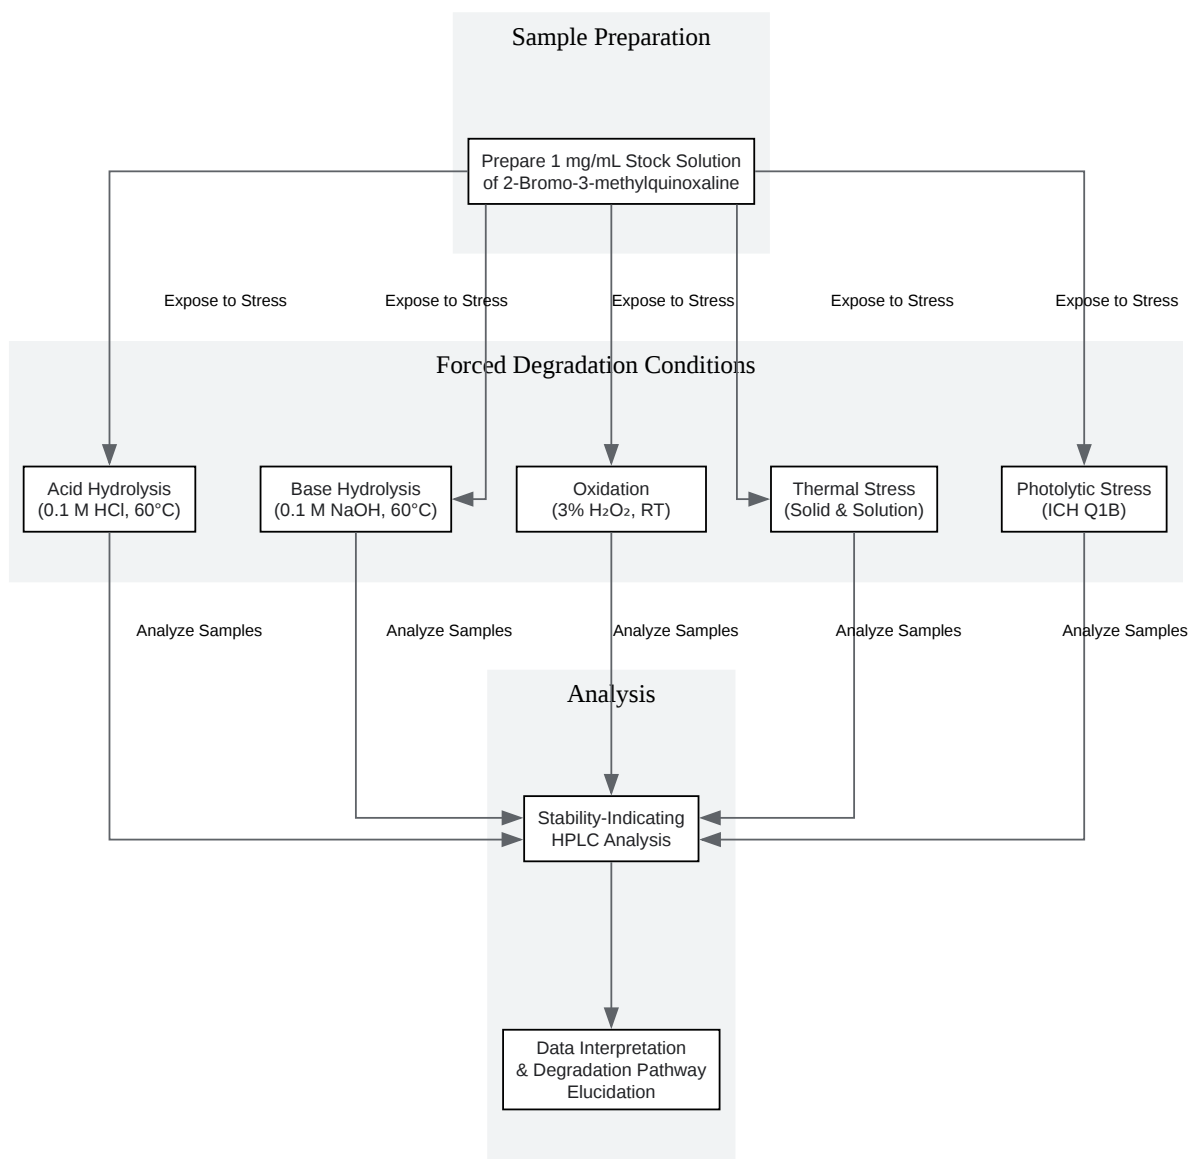 Sample Preparation
Prepare 1 mg/mL Stock Solution
of 2-Bromo-3-methylquinoxaline
Expose to Stress
Expose to Stress
Expose to Stress
Expose to Stress
Expose to Stress
Forced Degradation Conditions
Acid Hydrolysis
(0.1 M HCl, 60°C)
Base Hydrolysis
(0.1 M NaOH, 60°C)
Oxidation
(3% H₂O₂, RT)
Thermal Stress
(Solid & Solution)
Photolytic Stress
(ICH Q1B)
Analyze Samples
Analyze Samples
Analyze Samples
Analyze Samples
Analyze Samples
Analysis
Stability-Indicating
HPLC Analysis
Data Interpretation
& Degradation Pathway
Elucidation